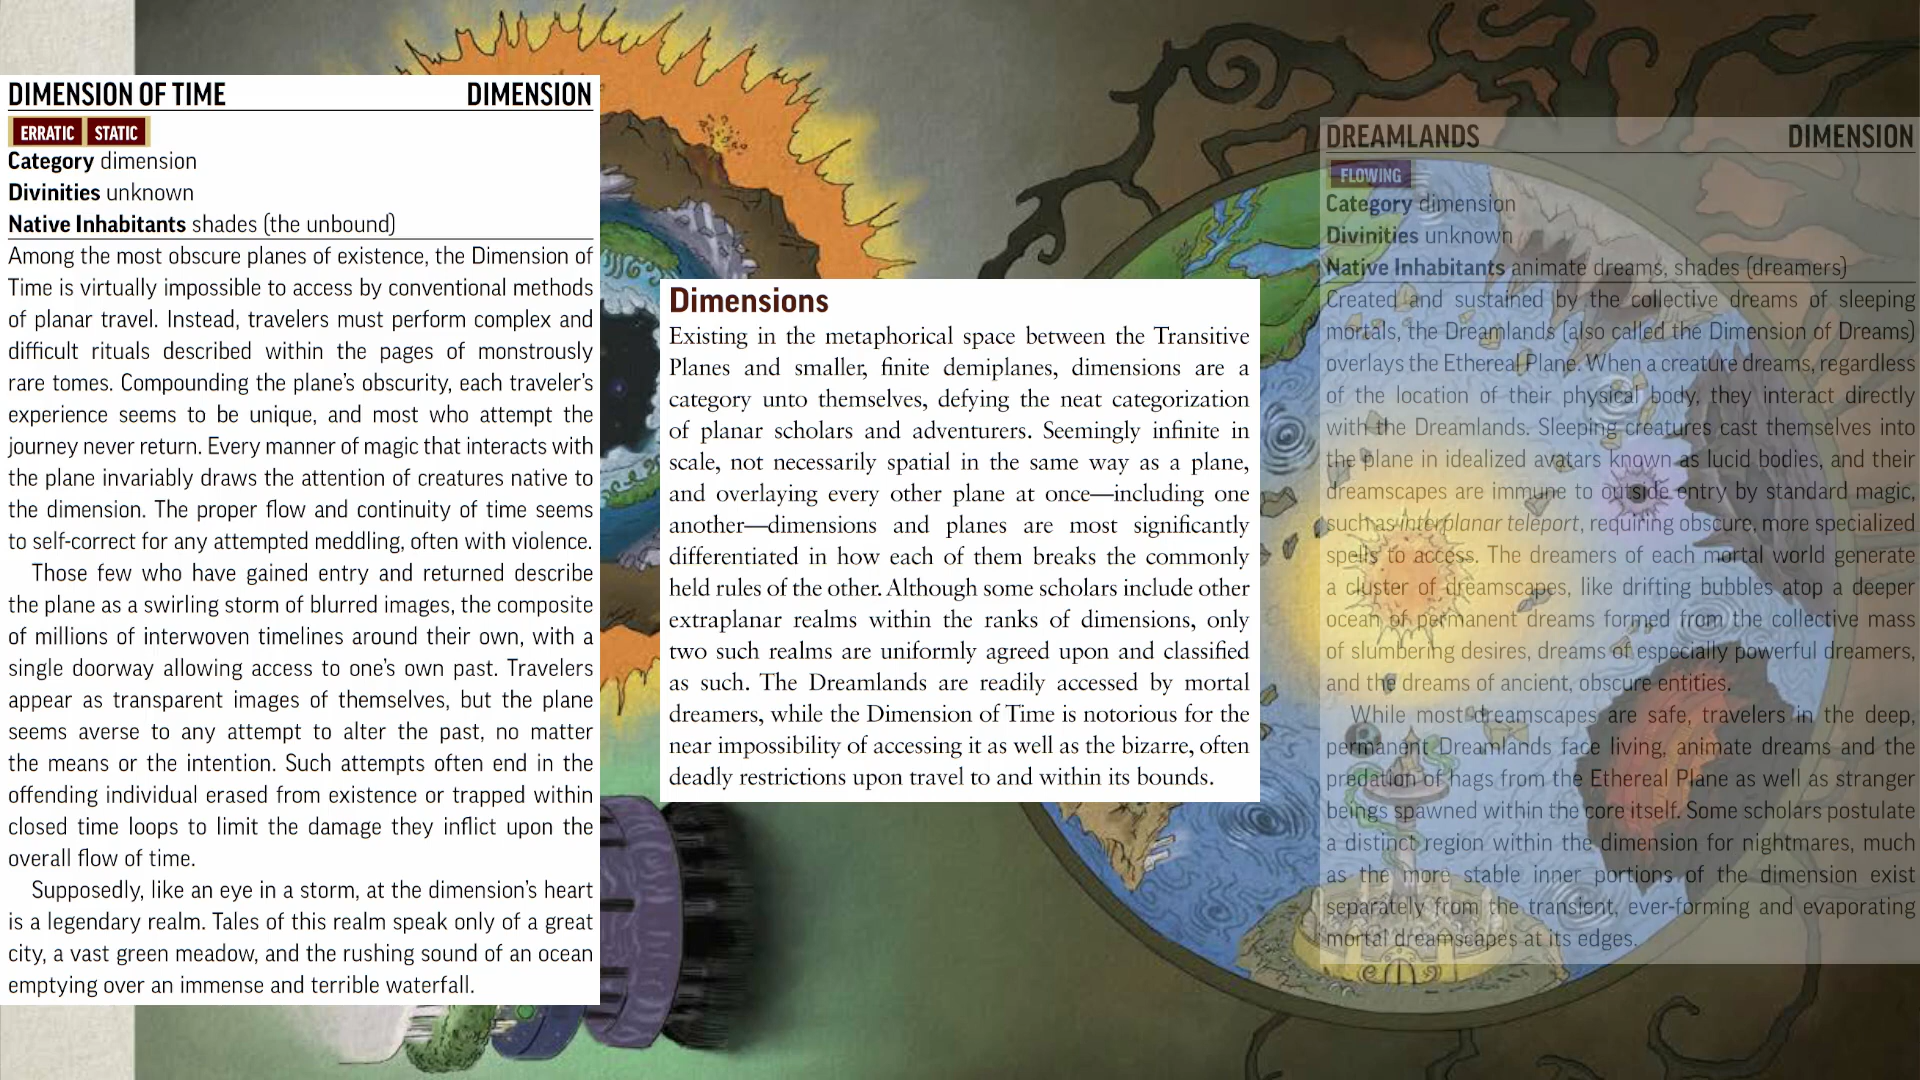 DIMENSION OF TIME DIMENSION
ERRATIC STATIC
Category dimension
Divinities unknown
Native Inhabitants shades (the unbound)
Among the most obscure planes of existence, the Dimension of
Time is virtually impossible to access by conventional methods
of planar travel. Instead, travelers must perform complex and
difficult rituals described within the pages of monstrously
rare tomes. Compounding the plane's obscurity, each traveler's
experience seems to be unique, and most who attempt the
journey never return. Every manner of magic that interacts with
the plane invariably draws the attention of creatures native to
the dimension. The proper flow and continuity of time seems
to self-correct for any attempted meddling, often with violence.
Those few who have gained entry and returned describe
the plane as a swirling storm of blurred images, the composite
of millions of interwoven timelines around their own, with a
single doorway allowing access to one's own past. Travelers
appear as transparent images of themselves, but the plane
seems averse to any attempt to alter the past, no matter
the means or the intention. Such attempts often end in the
offending individual erased from existence or trapped within
closed time loops to limit the damage they inflict upon the
overall flow of time.
Supposedly, like an eye in a storm, at the dimension's heart
is a legendary realm. Tales of this realm speak only of a great
city, a vast green meadow, and the rushing sound of an ocean
emptying over an immense and terrible waterfall.
Dimensions
Existing in the metaphorical space between the Transitive
Planes and smaller, finite demiplanes, dimensions are a
category unto themselves, defying the neat categorization
of planar scholars and adventurers. Seemingly infinite in
scale, not necessarily spatial in the same way as a plane,
and overlaying every other plane at once—including one
another—dimensions and planes are most significantly
differentiated in how each of them breaks the commonly
held rules of the other. Although some scholars include other
extraplanar realms within the ranks of dimensions, only
two such realms are uniformly agreed upon and classified
as such. The Dreamlands are readily accessed by mortal
dreamers, while the Dimension of Time is notorious for the
near impossibility of accessing it as well as the bizarre, often
deadly restrictions upon travel to and within its bounds.
DREAMLANDS DIMENSION
FLOWING
Category dimension
Divinities unknown
Native Inhabitants animate dreams, shades (dreamers)
Created and sustained by the collective dreams of sleeping
mortals, the Dreamlands (also called the Dimension of Dreams)
overlays the Ethereal Plane. When a creature dreams, regardless
of the location of their physical body, they interact directly
with the Dreamlands. Sleeping creatures cast themselves into
the plane in idealized avatars known as lucid bodies, and their
dreamscapes are immune to outside entry by standard magic,
such as interplanar teleport, requiring obscure, more specialized
spells to access. The dreamers of each mortal world generate
a cluster of dreamscapes, like drifting bubbles atop a deeper
ocean of permanent dreams formed from the collective mass
of slumbering desires, dreams of especially powerful dreamers,
and the dreams of ancient, obscure entities.
While most dreamscapes are safe, travelers in the deep,
permanent Dreamlands face living, animate dreams and the
predation of hags from the Ethereal Plane as well as stranger
beings spawned within the core itself. Some scholars postulate
a distinct region within the dimension for nightmares, much
as the more stable inner portions of the dimension exist
separately from the transient, ever-forming and evaporating
mortal dreamscapes at its edges.